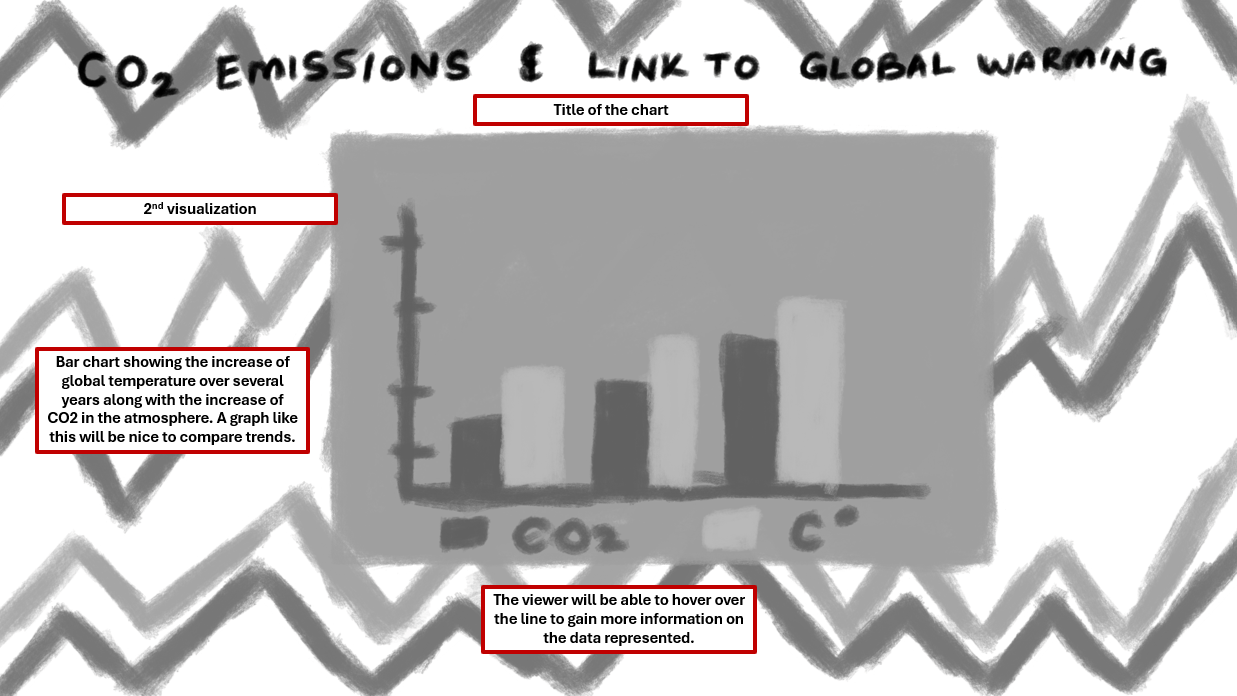 CO2 EMISSIONS & LINK TO GLOBAL WARMING
Title of the chart
2nd visualization
Bar chart showing the increase of
global temperature over several
years along with the increase of
CO2 in the atmosphere. A graph like
this will be nice to compare trends.
CO2 C°
The viewer will be able to hover over
the line to gain more information on
the data represented.